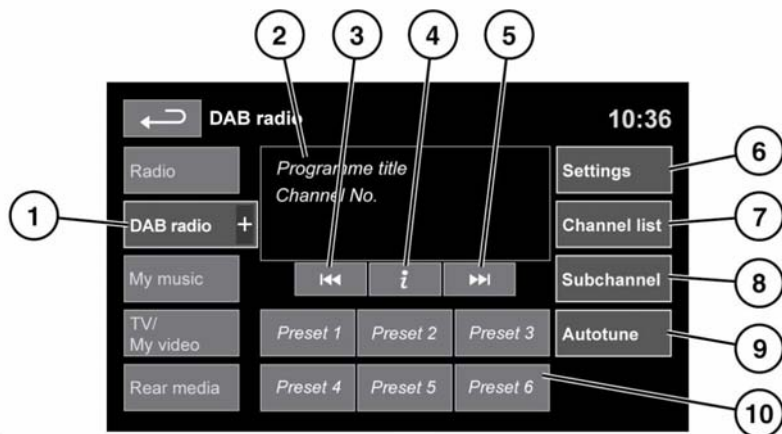 2
3
4
5
DAB radio
10:36
Radio
Programme title
Channel No.
Settings
6
1
DAB radio +
Channel list
7
My music
i
Subchannel
8
TV/
My video
Preset 1
Preset 2
Preset 3
Autotune
9
Rear media
Preset 4
Preset 5
Preset 6
10